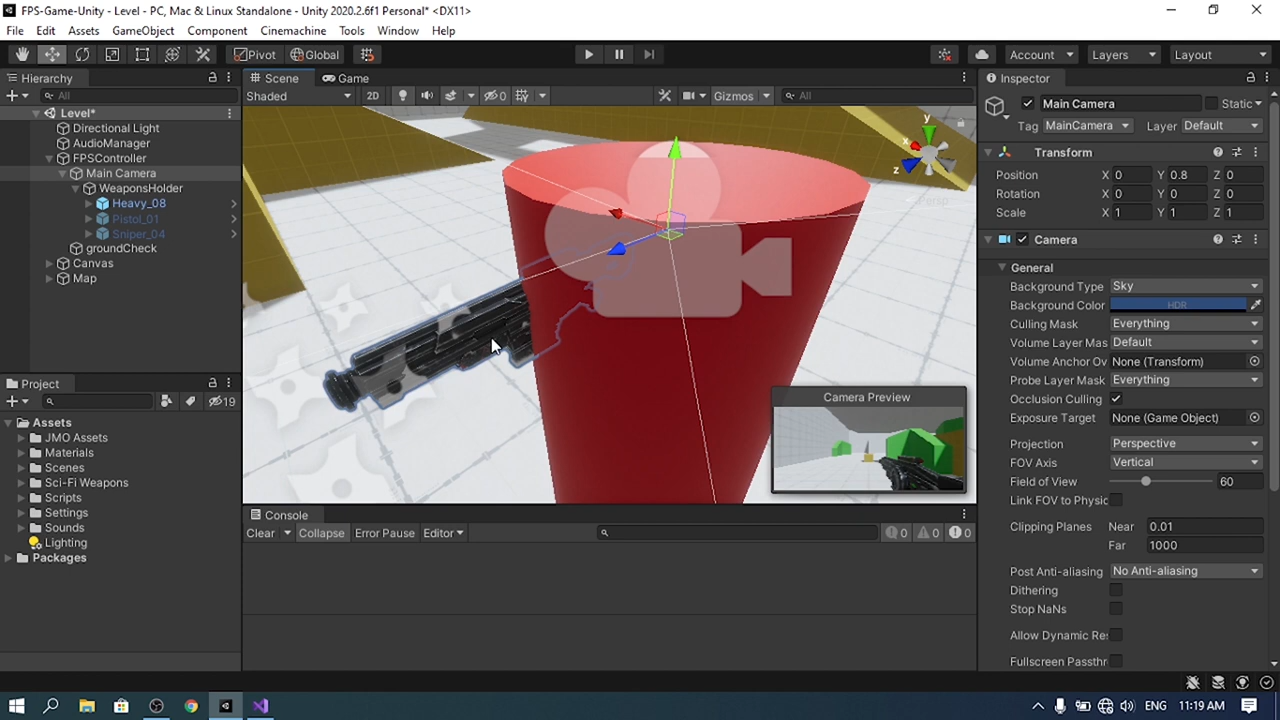 FPS-Game-Unity - Level - PC, Mac & Linux Standalone - Unity 2020.2.6f1 Personal* <DX11>
File Edit Assets GameObject Component Cinemachine Tools Window Help
Pivot Global Account Layers Layout
Hierarchy
All
Level*
Directional Light
AudioManager
FPSController
Main Camera
WeaponsHolder
Heavy_08
Pistol_01
Sniper_04
groundCheck
Canvas
Map
Project
19
Assets
JMO Assets
Materials
Scenes
Sci-Fi Weapons
Scripts
Settings
Sounds
Lighting
Packages
Scene Game
Shaded 2D 0 Gizmos All
y
x
z
Persp
Camera Preview
Console
Clear Collapse Error Pause Editor 0 0 0
Inspector
Main Camera Static
Tag MainCamera Layer Default
Transform
Position X 0 Y 0.8 Z 0
Rotation X 0 Y 0 Z 0
Scale X 1 Y 1 Z 1
Camera
General
Background Type Sky
Background Color HDR
Culling Mask Everything
Volume Layer Mas Default
Volume Anchor Ov None (Transform)
Probe Layer Mask Everything
Occlusion Culling
Exposure Target None (Game Object)
Projection Perspective
FOV Axis Vertical
Field of View 60
Link FOV to Physic
Clipping Planes Near 0.01
Far 1000
Post Anti-aliasing No Anti-aliasing
Dithering
Stop NaNs
Allow Dynamic Res
Fullscreen Passthr
ENG 11:19 AM